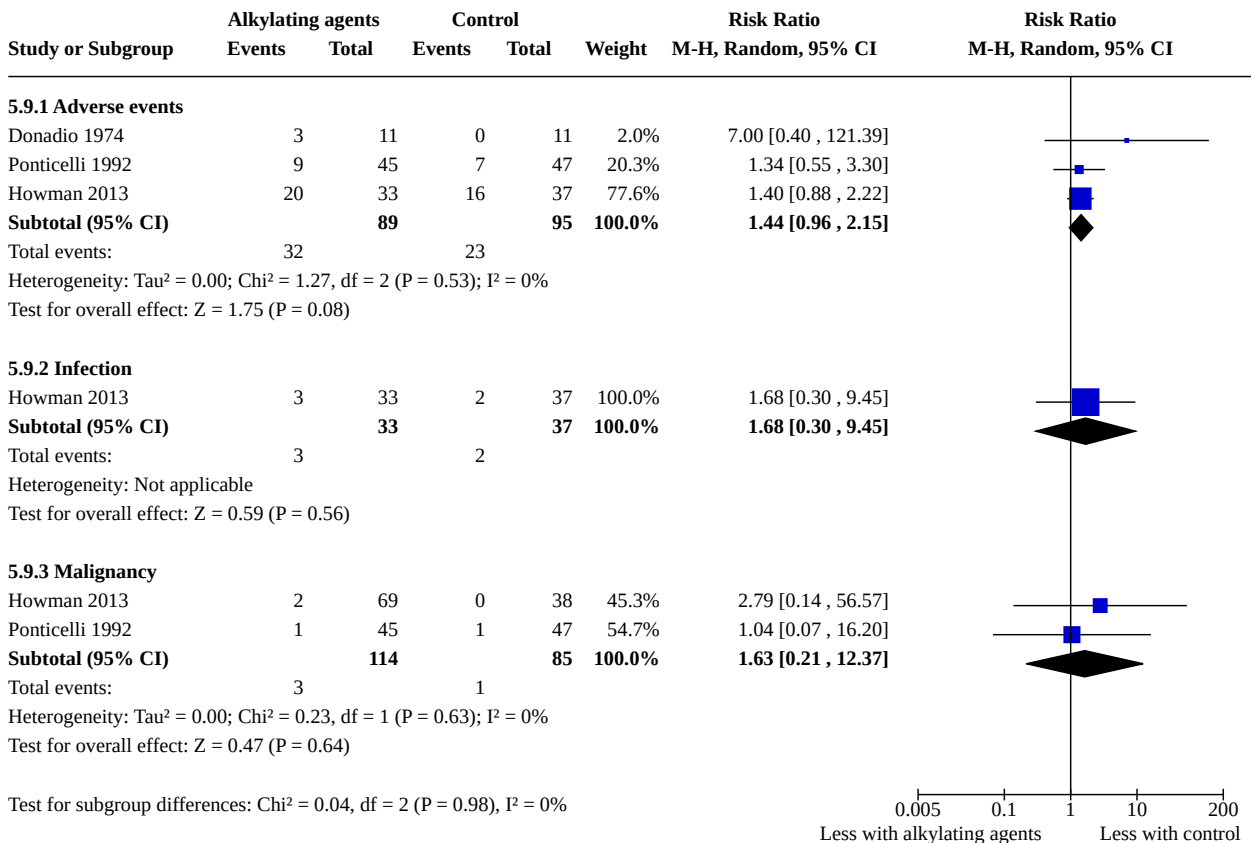 Alkylating agents Control Risk Ratio Risk Ratio
Study or Subgroup Events Total Events Total Weight M-H, Random, 95% CI M-H, Random, 95% CI
5.9.1 Adverse events
Donadio 1974 3 11 0 11 2.0% 7.00 [0.40 , 121.39]
Ponticelli 1992 9 45 7 47 20.3% 1.34 [0.55 , 3.30]
Howman 2013 20 33 16 37 77.6% 1.40 [0.88 , 2.22]
Subtotal (95% CI) 89 95 100.0% 1.44 [0.96 , 2.15]
Total events: 32 23
Heterogeneity: Tau² = 0.00; Chi² = 1.27, df = 2 (P = 0.53); I² = 0%
Test for overall effect: Z = 1.75 (P = 0.08)
5.9.2 Infection
Howman 2013 3 33 2 37 100.0% 1.68 [0.30 , 9.45]
Subtotal (95% CI) 33 37 100.0% 1.68 [0.30 , 9.45]
Total events: 3 2
Heterogeneity: Not applicable
Test for overall effect: Z = 0.59 (P = 0.56)
5.9.3 Malignancy
Howman 2013 2 69 0 38 45.3% 2.79 [0.14 , 56.57]
Ponticelli 1992 1 45 1 47 54.7% 1.04 [0.07 , 16.20]
Subtotal (95% CI) 114 85 100.0% 1.63 [0.21 , 12.37]
Total events: 3 1
Heterogeneity: Tau² = 0.00; Chi² = 0.23, df = 1 (P = 0.63); I² = 0%
Test for overall effect: Z = 0.47 (P = 0.64)
Test for subgroup differences: Chi² = 0.04, df = 2 (P = 0.98), I² = 0%
0.005 0.1 1 10 200
Less with alkylating agents Less with control